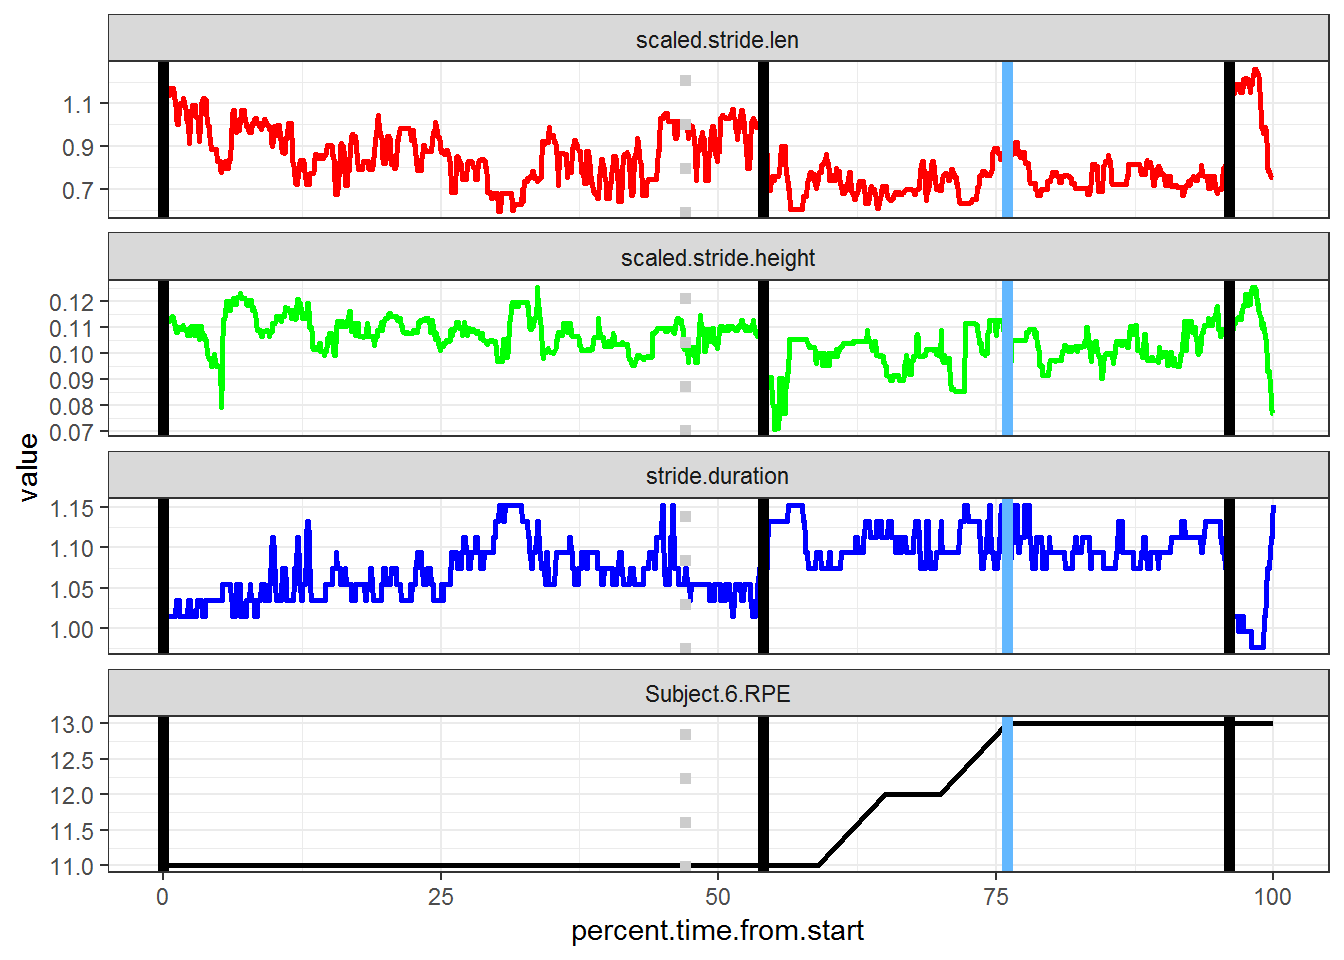 scaled.stride.len
1.1
0.9
0.7
scaled.stride.height
0.12
0.11
0.10
0.09
0.08
0.07
value
stride.duration
1.15
1.10
1.05
1.00
Subject.6.RPE
13.0
12.5
12.0
11.5
11.0
0 25 50 75 100
percent.time.from.start